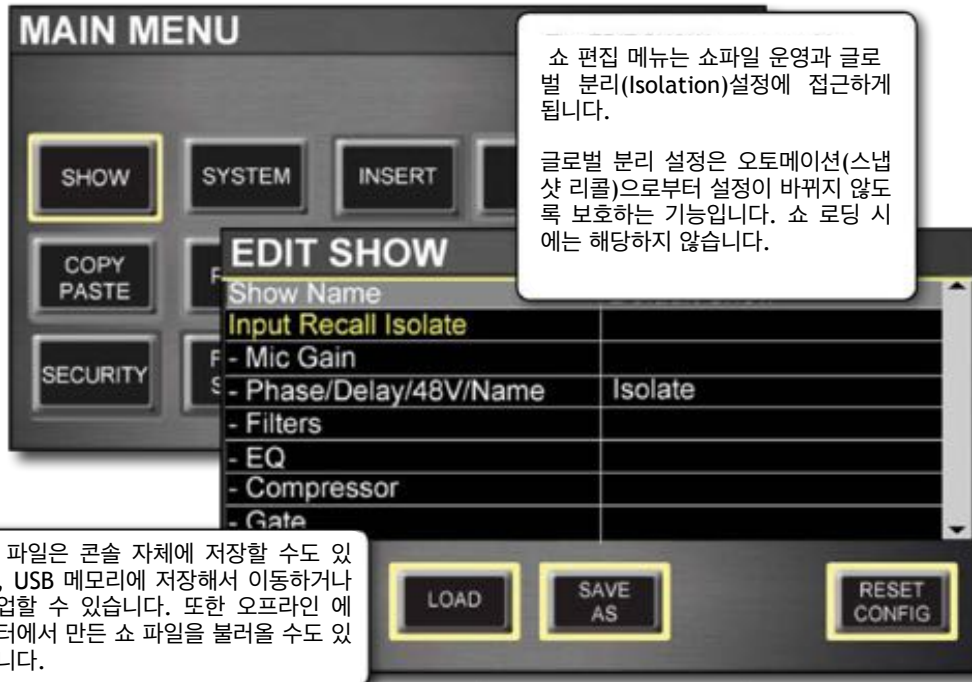 MAIN MENU
쇼 편집 메뉴는 쇼파일 운영과 글로
벌 분리(Isolation)설정에 접근하게
됩니다.
글로벌 분리 설정은 오토메이션(스냅
샷 리콜)으로부터 설정이 바뀌지 않도
록 보호하는 기능입니다. 쇼 로딩 시
에는 해당하지 않습니다.
SHOW
SYSTEM
INSERT
COPY
PASTE
SECURITY
EDIT SHOW
Show Name
Input Recall Isolate
- Mic Gain
- Phase/Delay/48V/Name Isolate
- Filters
- EQ
- Compressor
- Gate
파일은 콘솔 자체에 저장할 수도 있
, USB 메모리에 저장해서 이동하거나
업할 수 있습니다. 또한 오프라인 에
터에서 만든 쇼 파일을 불러올 수도 있
니다.
LOAD
SAVE
AS
RESET
CONFIG